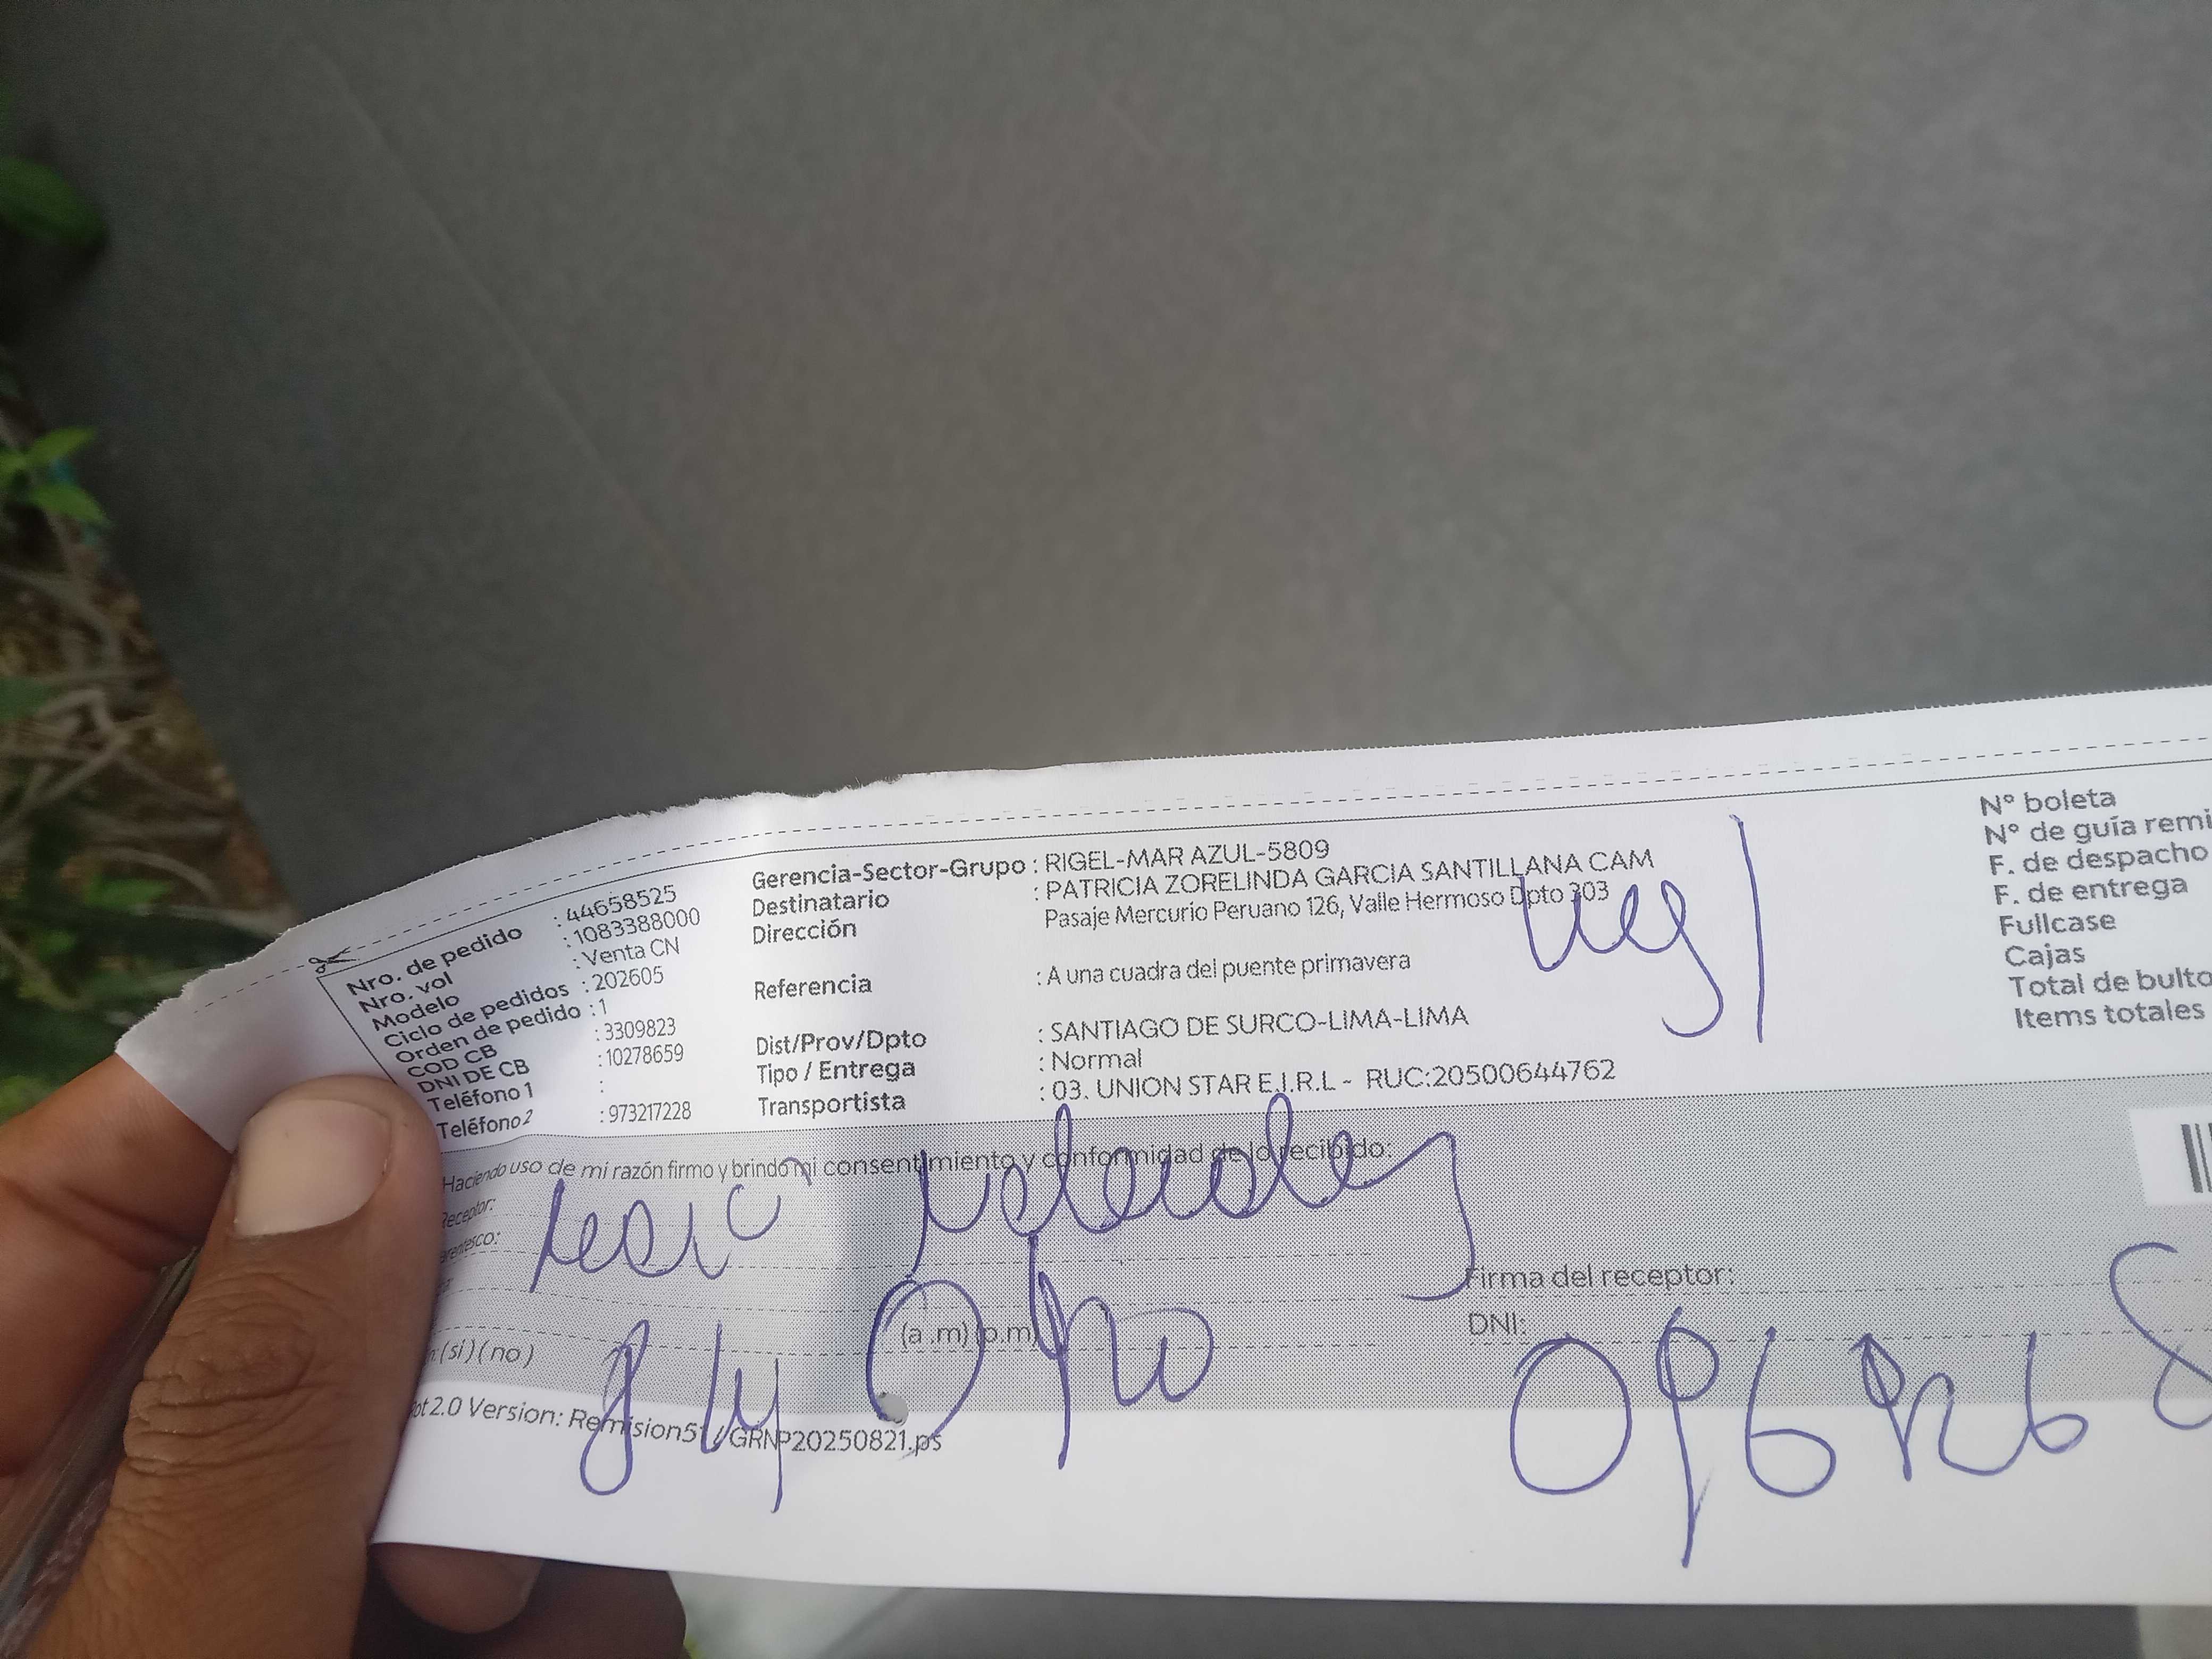 Nro. de pedido : 44658525
Nro. vol : 1083388000
Modelo : Venta CN
Ciclo de pedidos : 202605
Orden de pedido : 1
COD CB : 3309823
DNI DE CB : 10278659
Teléfono 1 :
Teléfono 2 : 973217228
Gerencia-Sector-Grupo : RIGEL-MAR AZUL-5809
Destinatario : PATRICIA ZORELINDA GARCIA SANTILLANA CAM
Dirección Pasaje Mercurio Peruano 126, Valle Hermoso Dpto 303
Referencia : A una cuadra del puente primavera
Dist/Prov/Dpto : SANTIAGO DE SURCO-LIMA-LIMA
Tipo / Entrega : Normal
Transportista : 03. UNION STAR E.I.R.L - RUC:20500644762
N° boleta
N° de guía remi
F. de despacho
F. de entrega
Fullcase
Cajas
Total de bulto
Items totales
Haciendo uso de mi razón firmo y brindo mi consentimiento y conformidad de lo recibido:
Receptor:
arentesco:
Firma del receptor:
(a .m) (p.m)
DNI:
n: (si) ( no )
ot 2.0 Version: Remision51 / GRNP20250821.ps